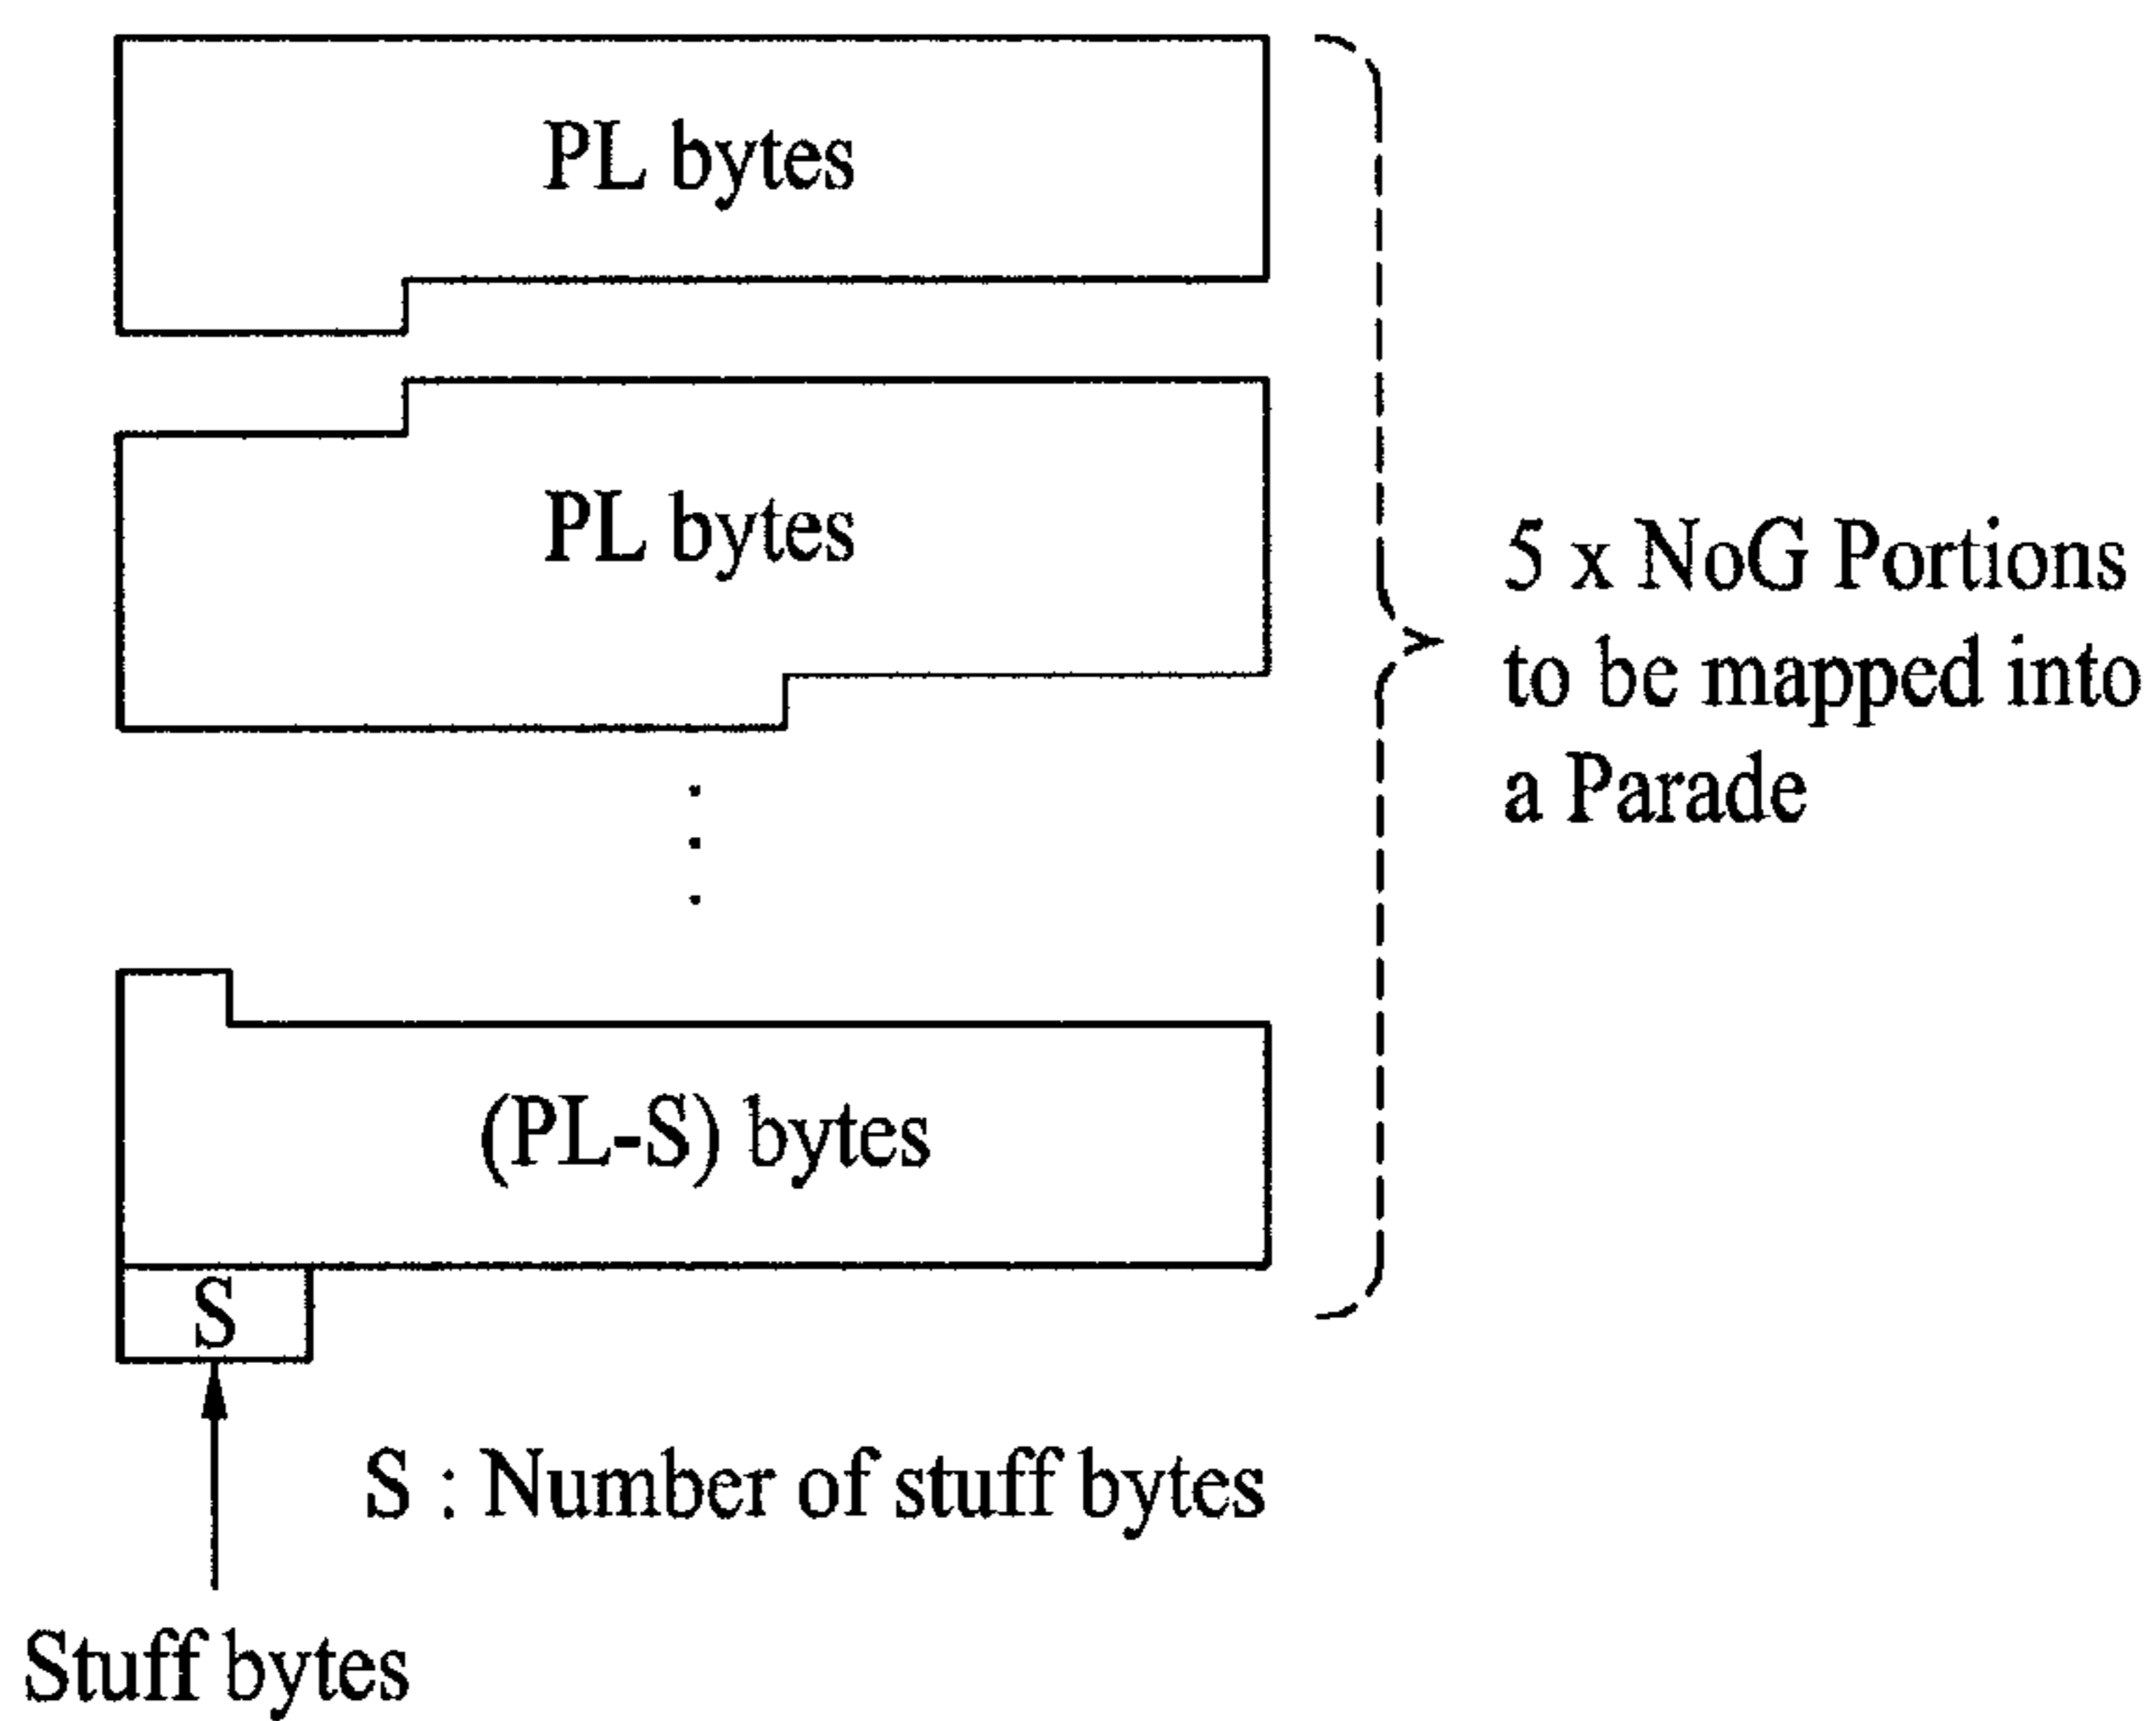 PL bytes
PL bytes
5 x NoG Portions
to be mapped into
a Parade
(PL-S) bytes
S
S : Number of stuff bytes
Stuff bytes